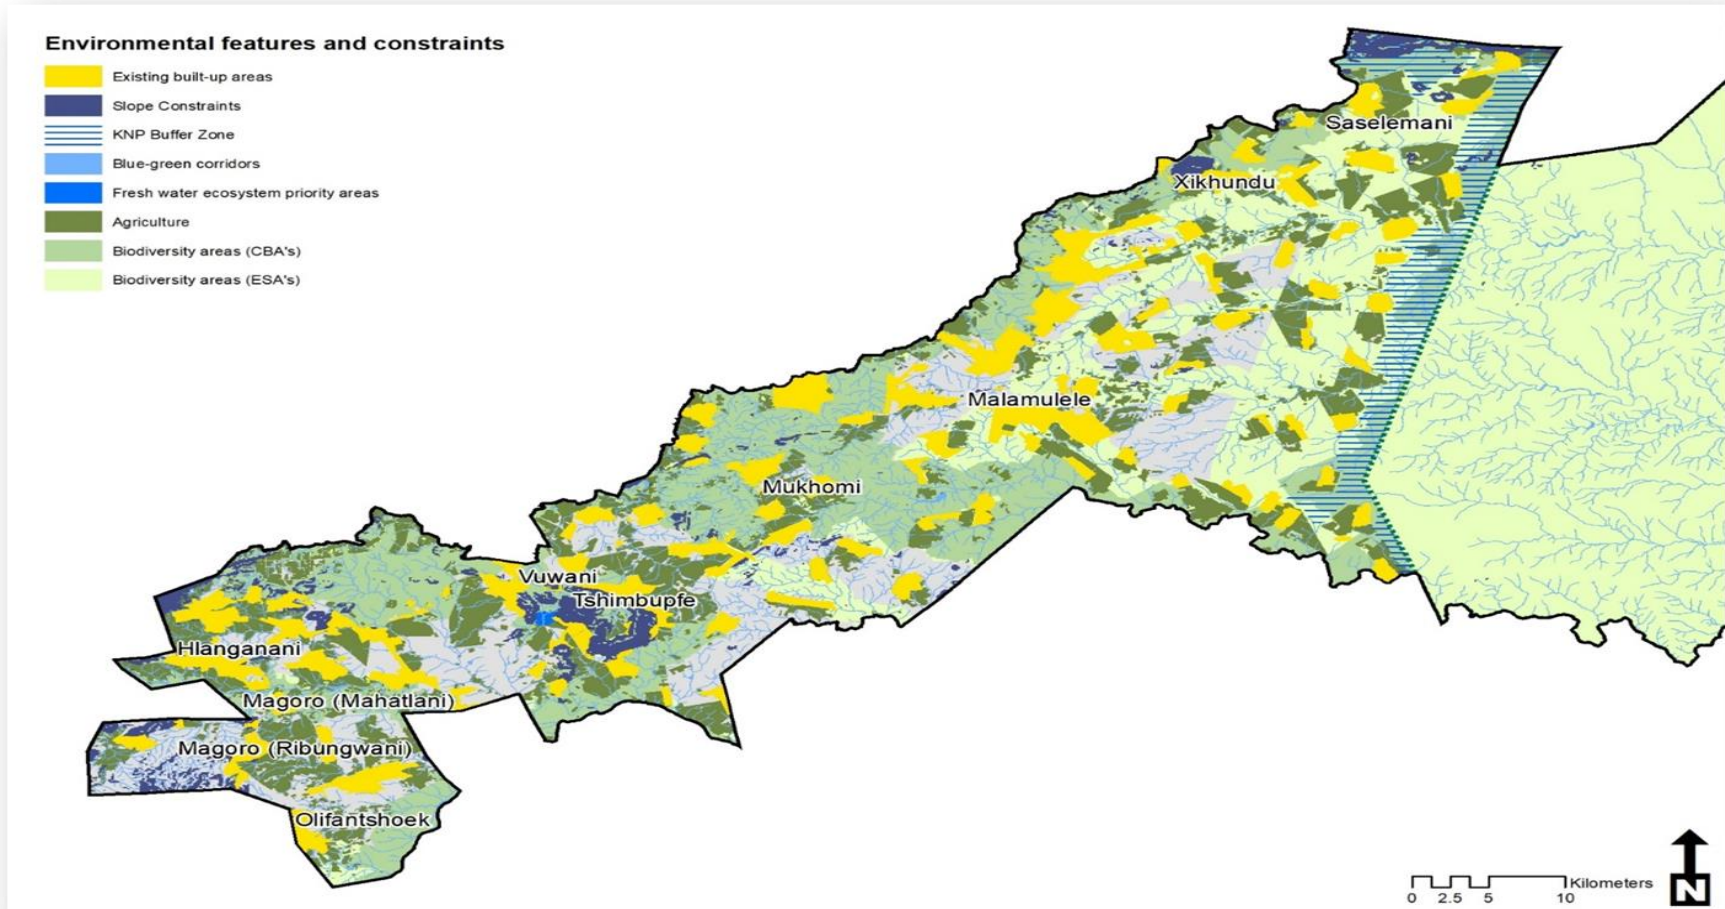 Environmental features and constraints
Existing built-up areas
Slope Constraints
KNP Buffer Zone
Blue-green corridors
Fresh water ecosystem priority areas
Agriculture
Biodiversity areas (CBA's)
Biodiversity areas (ESA's)
Saselemani
Xikhundu
Malamulele
Mukhomi
Vuwani
Tshimbupfe
Hlanganani
Magoro (Mahatlani)
Magoro (Ribungwani)
Olifantshoek
Kilometers
0 2.5 5 10
N